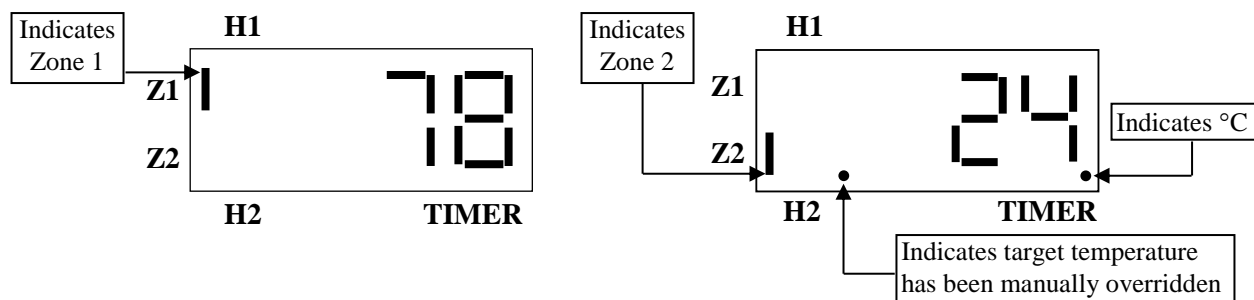 Indicates
Zone 1
H1
Z1
Z2
78
H2
TIMER
Indicates
Zone 2
H1
Z1
Z2
24
Indicates °C
H2
TIMER
Indicates target temperature
has been manually overridden